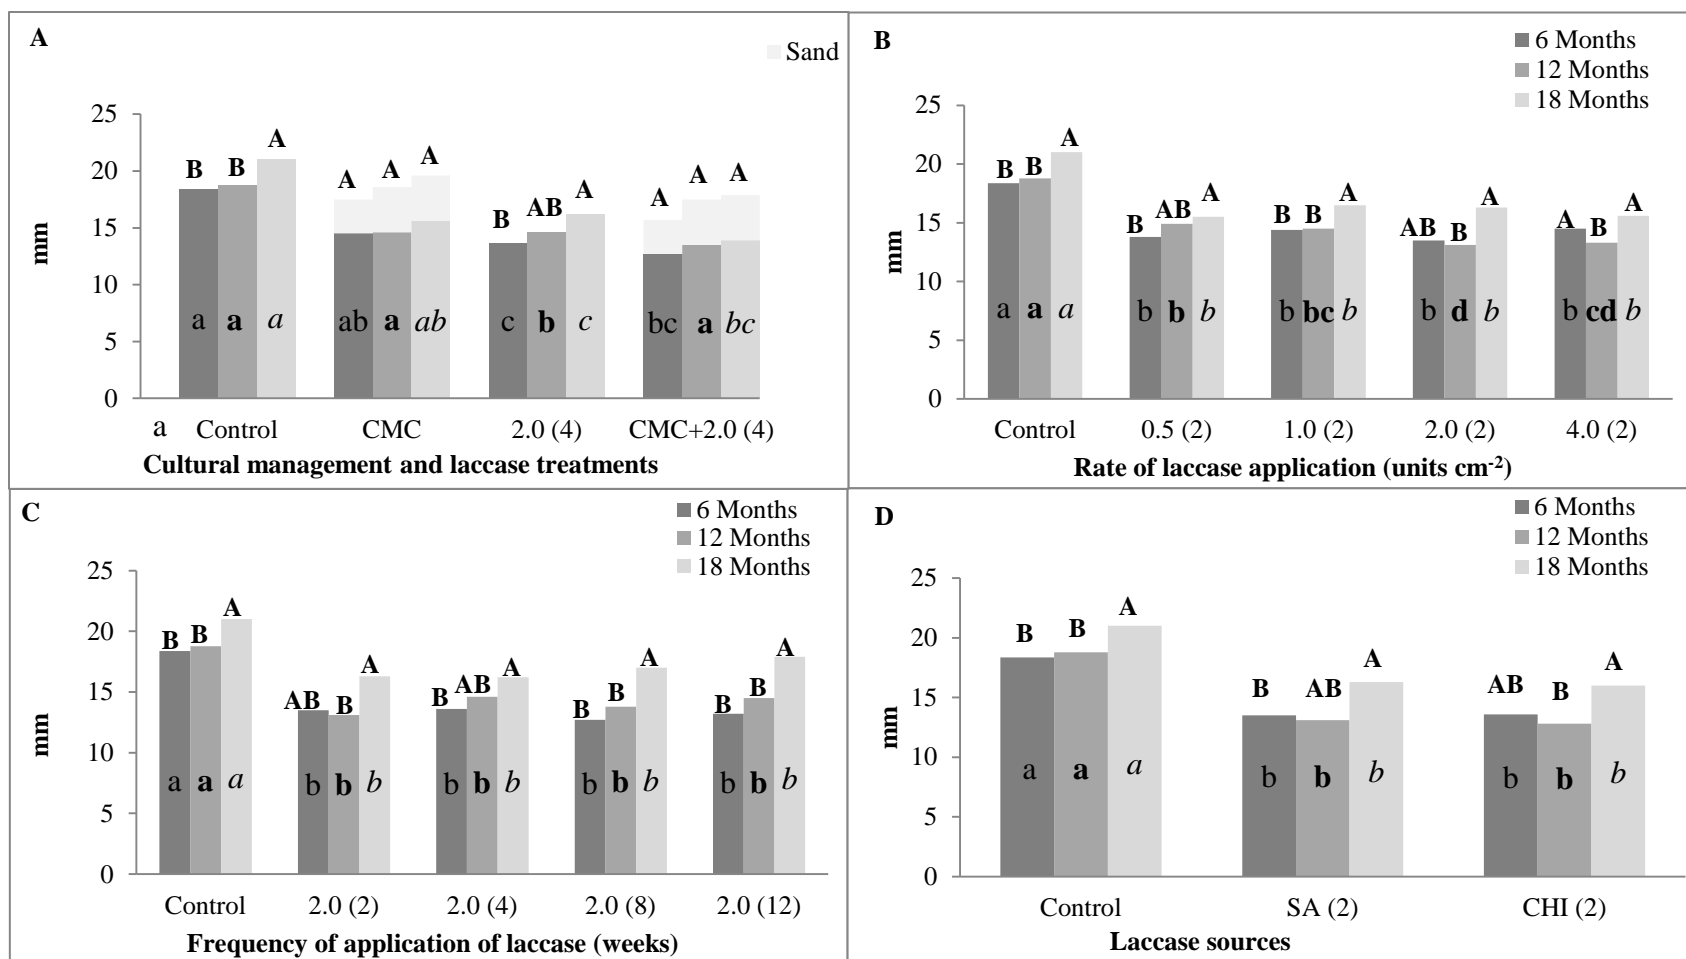 A
Sand
25
20
15
10
5
0
mm
B B A
A A A
B AB A
A A A
a a a
ab a ab
c b c
bc a bc
a
Control CMC 2.0 (4) CMC+2.0 (4)
Cultural management and laccase treatments
B
6 Months
12 Months
18 Months
25
20
15
10
5
0
mm
B B A
B AB A
B B A
AB B A
A B A
a a a
b b b
b bc b
b d b
b cd b
Control 0.5 (2) 1.0 (2) 2.0 (2) 4.0 (2)
Rate of laccase application (units cm-2)
C
6 Months
12 Months
18 Months
25
20
15
10
5
0
mm
B B A
AB B A
B AB A
B B A
B B A
a a a
b b b
b b b
b b b
b b b
Control 2.0 (2) 2.0 (4) 2.0 (8) 2.0 (12)
Frequency of application of laccase (weeks)
D
6 Months
12 Months
18 Months
25
20
15
10
5
0
mm
B B A
B AB A
AB B A
a a a
b b b
b b b
Control SA (2) CHI (2)
Laccase sources